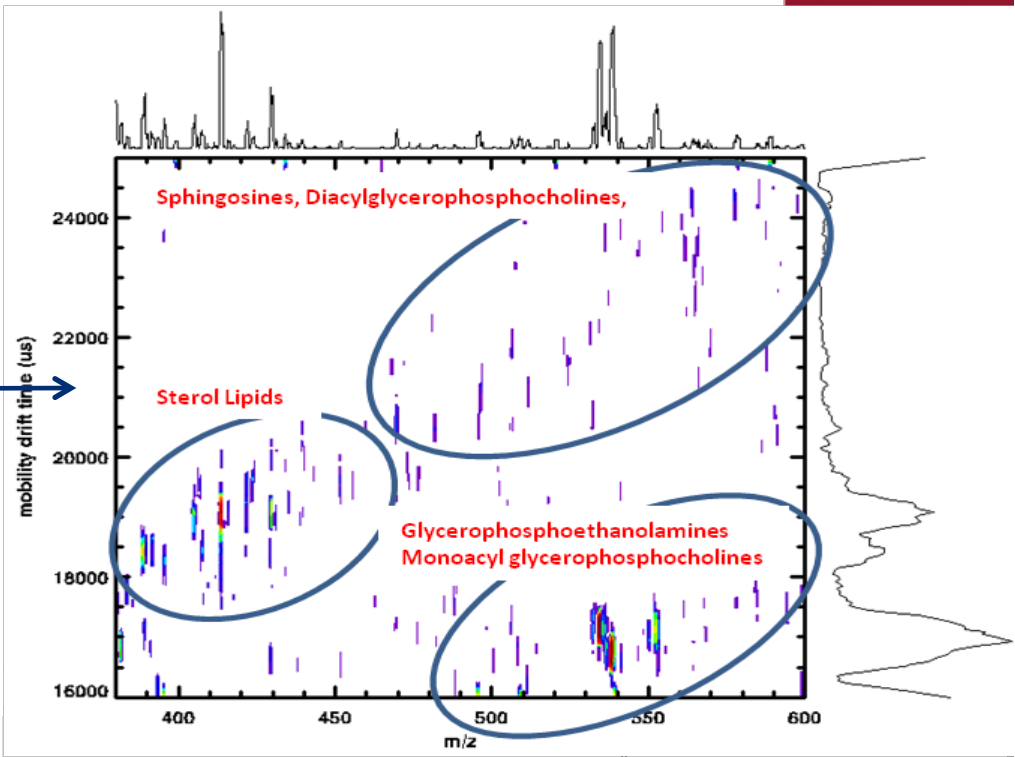 Sphingosines, Diacylglycerophosphocholines,
24000
22000
mobility drift time (us)
Sterol Lipids
20000
Glycerophosphoethanolamines
Monoacyl glycerophosphocholines
18000
16000
400 450 500 550 600
m/z